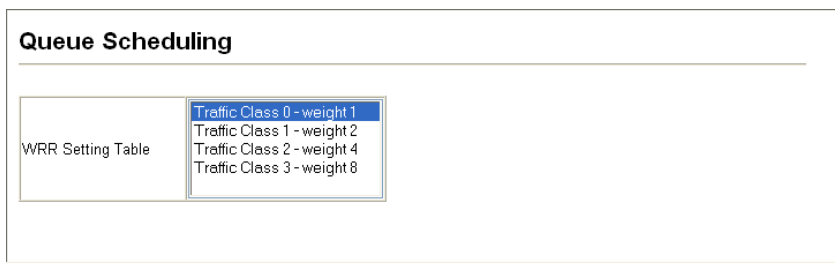 Queue Scheduling
WRR Setting Table
Traffic Class 0 - weight 1
Traffic Class 1 - weight 2
Traffic Class 2 - weight 4
Traffic Class 3 - weight 8